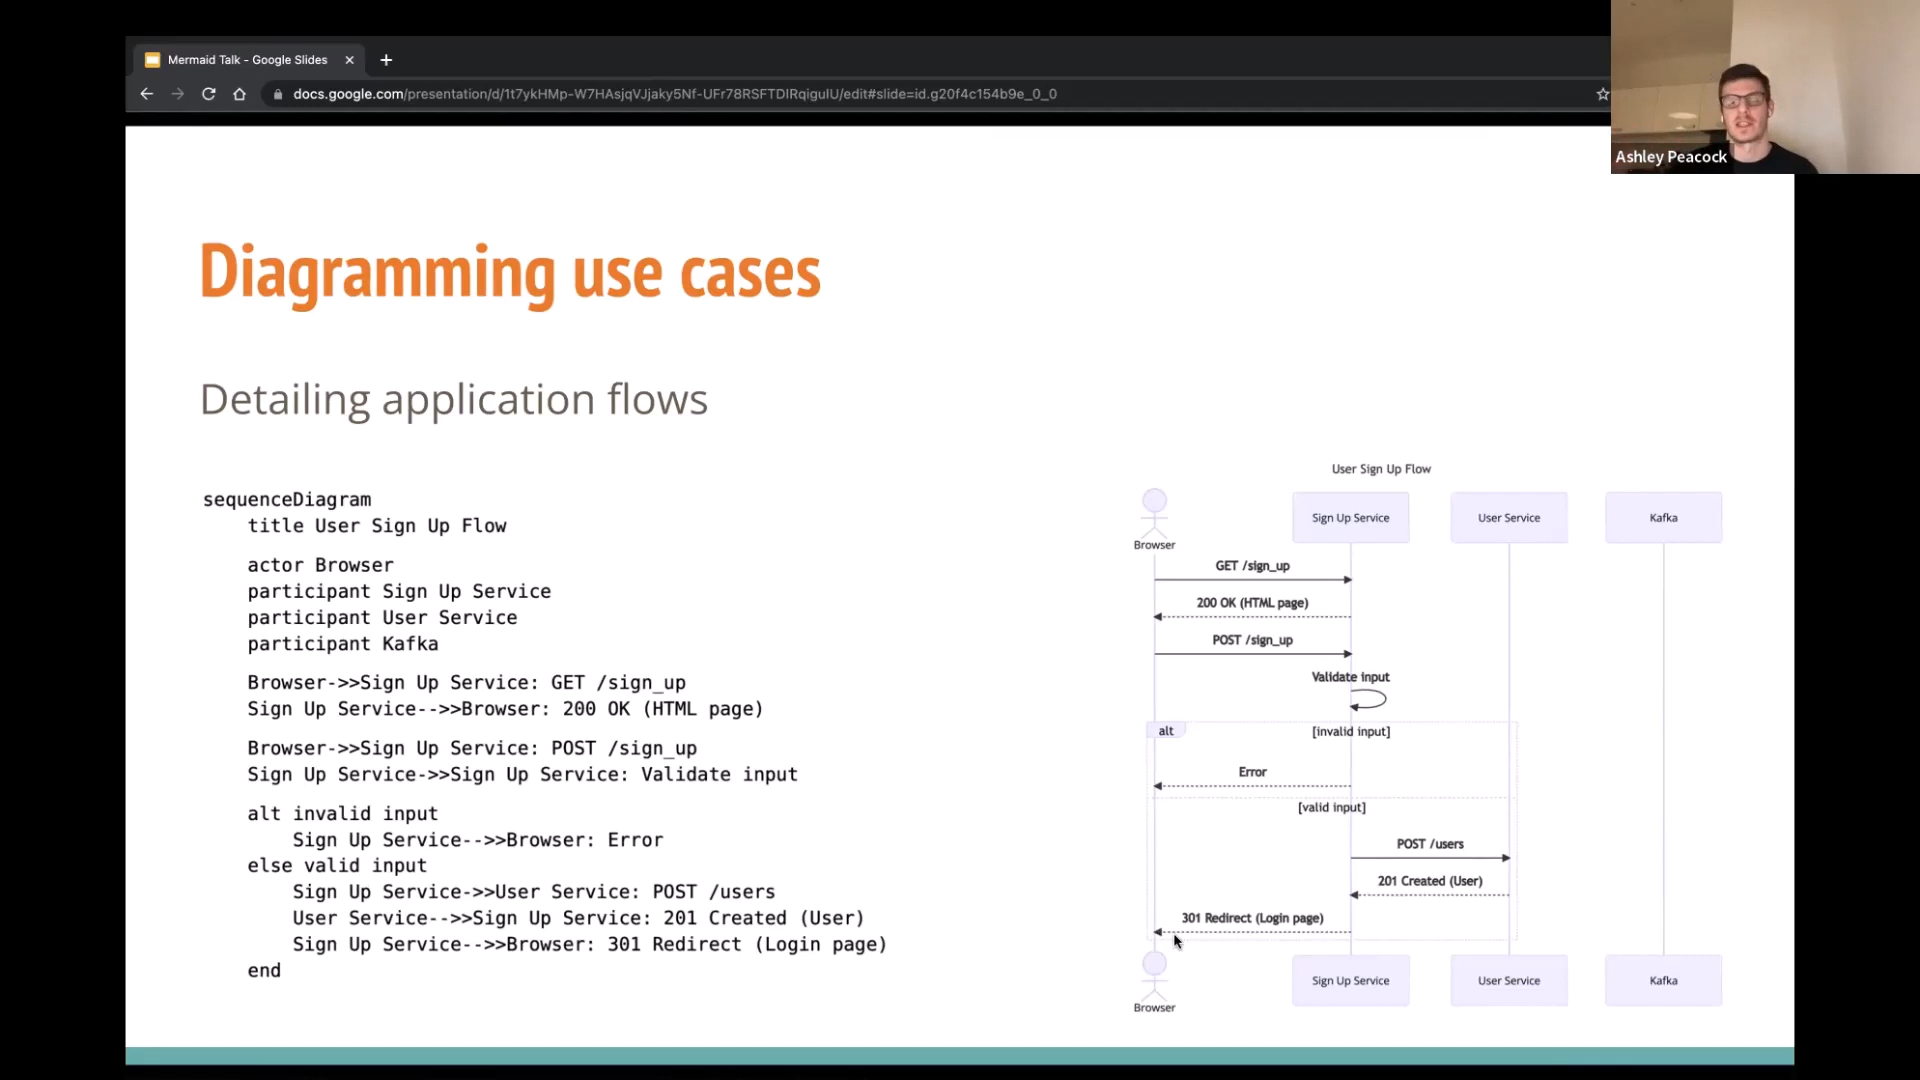 Mermaid Talk - Google Slides
docs.google.com/presentation/d/1t7ykHMp-W7HAsjqVJjaky5Nf-UFr78RSFTDIRqiguIU/edit#slide=id.g20f4c154b9e_0_0
Ashley Peacock
Diagramming use cases
Detailing application flows
sequenceDiagram
title User Sign Up Flow
actor Browser
participant Sign Up Service
participant User Service
participant Kafka
Browser->>Sign Up Service: GET /sign_up
Sign Up Service-->>Browser: 200 OK (HTML page)
Browser->>Sign Up Service: POST /sign_up
Sign Up Service->>Sign Up Service: Validate input
alt invalid input
Sign Up Service-->>Browser: Error
else valid input
Sign Up Service->>User Service: POST /users
User Service-->>Sign Up Service: 201 Created (User)
Sign Up Service-->>Browser: 301 Redirect (Login page)
end
User Sign Up Flow
Browser
Sign Up Service
User Service
Kafka
GET /sign_up
200 OK (HTML page)
POST /sign_up
Validate input
alt
[invalid input]
Error
[valid input]
POST /users
201 Created (User)
301 Redirect (Login page)
Browser
Sign Up Service
User Service
Kafka